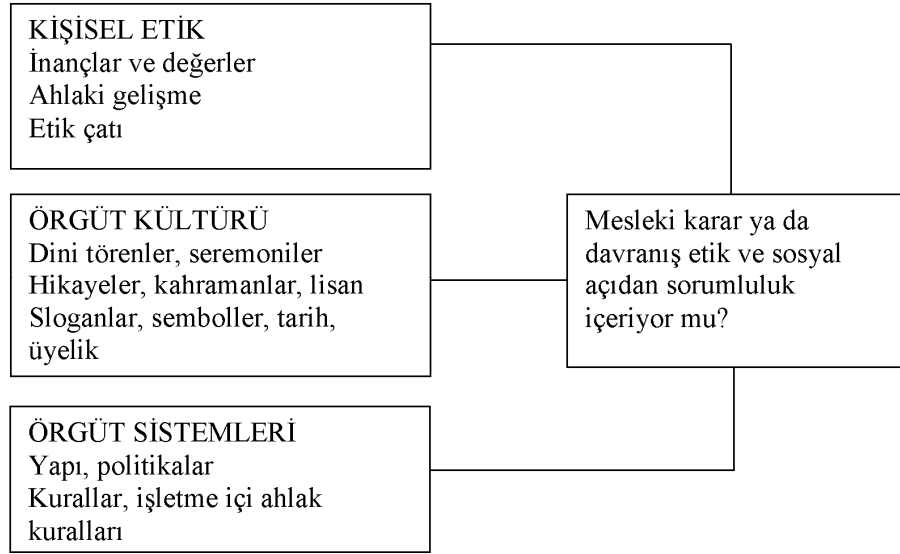 KİŞİSEL ETİK
İnançlar ve değerler
Ahlaki gelişme
Etik çatı
ÖRGÜT KÜLTÜRÜ
Dini törenler, seremoniler
Hikayeler, kahramanlar, lisan
Sloganlar, semboller, tarih,
üyelik
Mesleki karar ya da
davranış etik ve sosyal
açıdan sorumluluk
içeriyor mu?
ÖRGÜT SİSTEMLERİ
Yapı, politikalar
Kurallar, işletme içi ahlak
kuralları